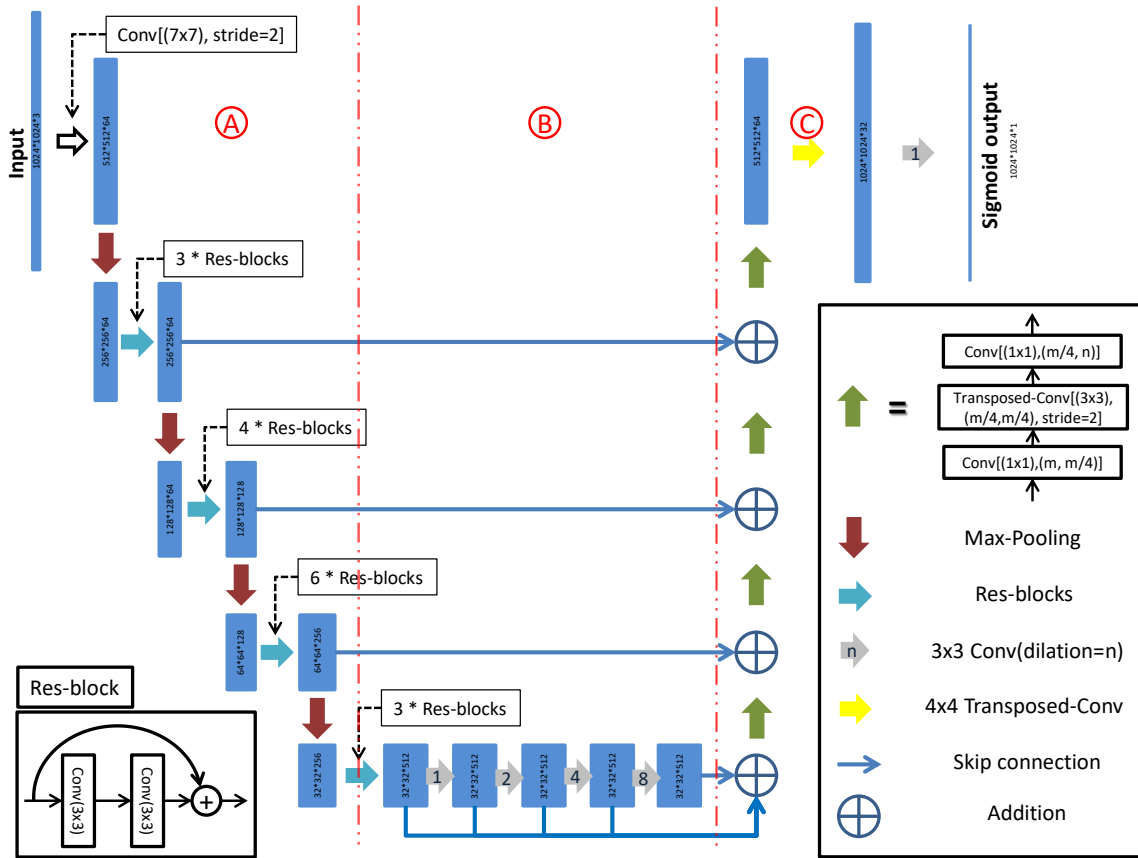 Conv[(7x7), stride=2]
Input
1024*1024*3
512*512*64
A
B
C
512*512*64
1024*1024*32
1
Sigmoid output
1024*1024*1
3 * Res-blocks
256*256*64
256*256*64
4 * Res-blocks
128*128*64
128*128*128
6 * Res-blocks
64*64*128
64*64*256
3 * Res-blocks
32*32*256
32*32*512
1
32*32*512
2
32*32*512
4
32*32*512
8
32*32*512
Res-block
Conv(3x3)
Conv(3x3)
+
=
Conv[(1x1),(m/4, n)]
Transposed-Conv[(3x3),
(m/4,m/4), stride=2]
Conv[(1x1),(m, m/4)]
Max-Pooling
Res-blocks
n
3x3 Conv(dilation=n)
4x4 Transposed-Conv
Skip connection
Addition